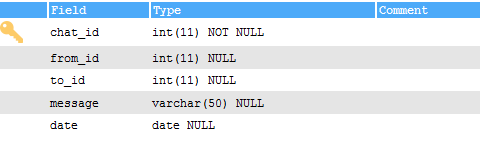 Field Type Comment
chat_id int(11) NOT NULL
from_id int(11) NULL
to_id int(11) NULL
message varchar(50) NULL
date date NULL